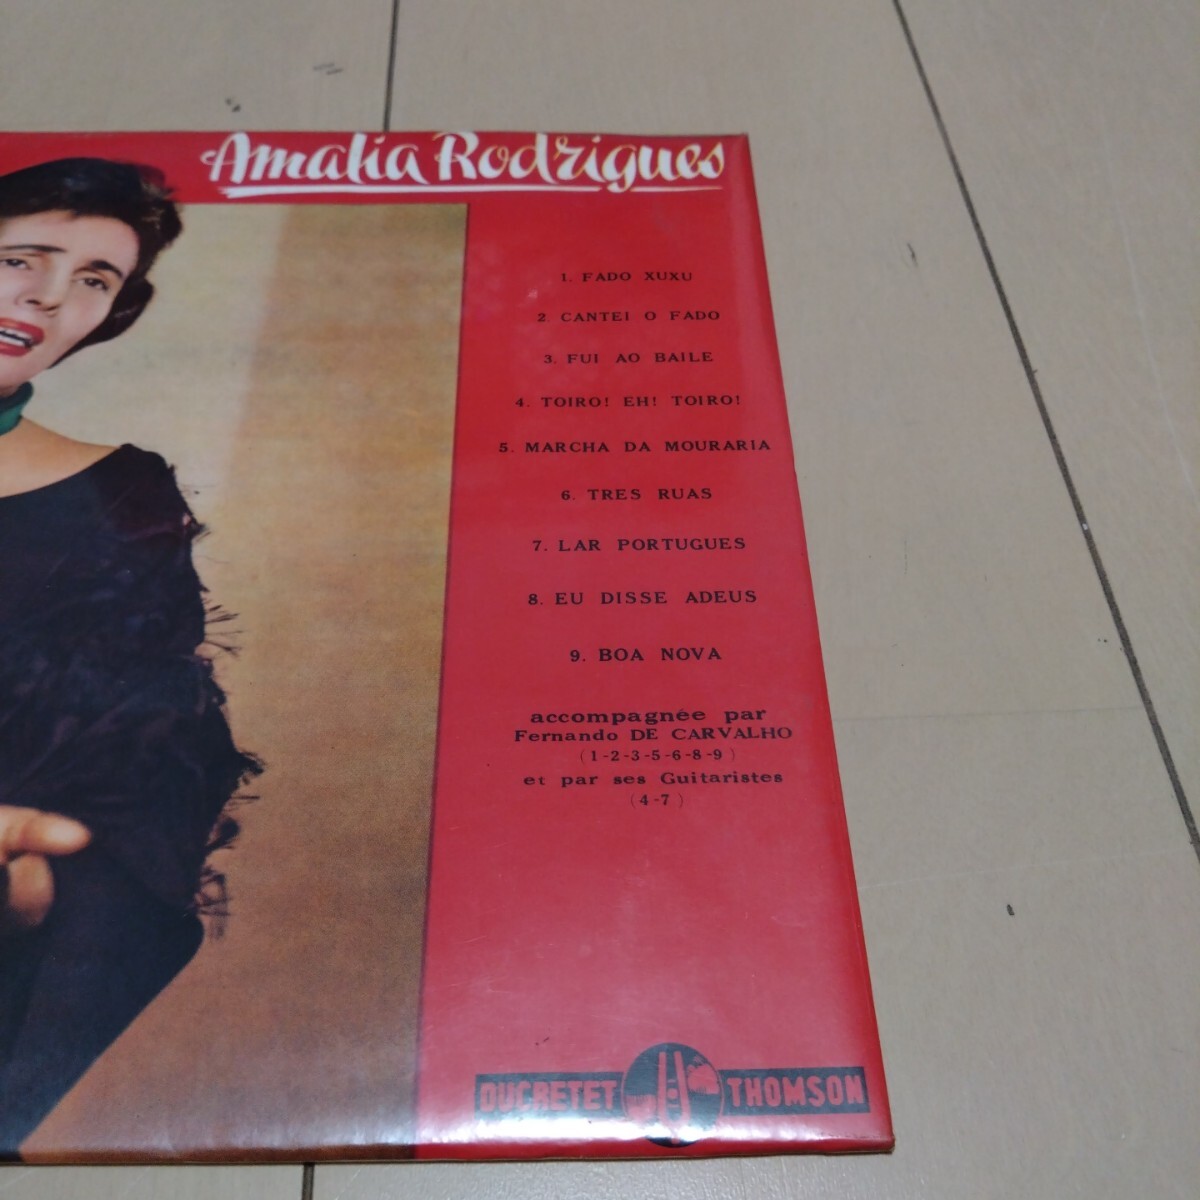 Amalia Rodrigues
1. FADO XUXU
2. CANTEI O FADO
3. FUI AO BAILE
4. TOIRO! EH! TOIRO!
5. MARCHA DA MOURARIA
6. TRES RUAS
7. LAR PORTUGUES
8. EU DISSE ADEUS
9. BOA NOVA
accompagnée par
Fernando DE CARVALHO
(1-2-3-5-6-8-9)
et par ses Guitaristes
(4-7)
DUCRETET THOMSON